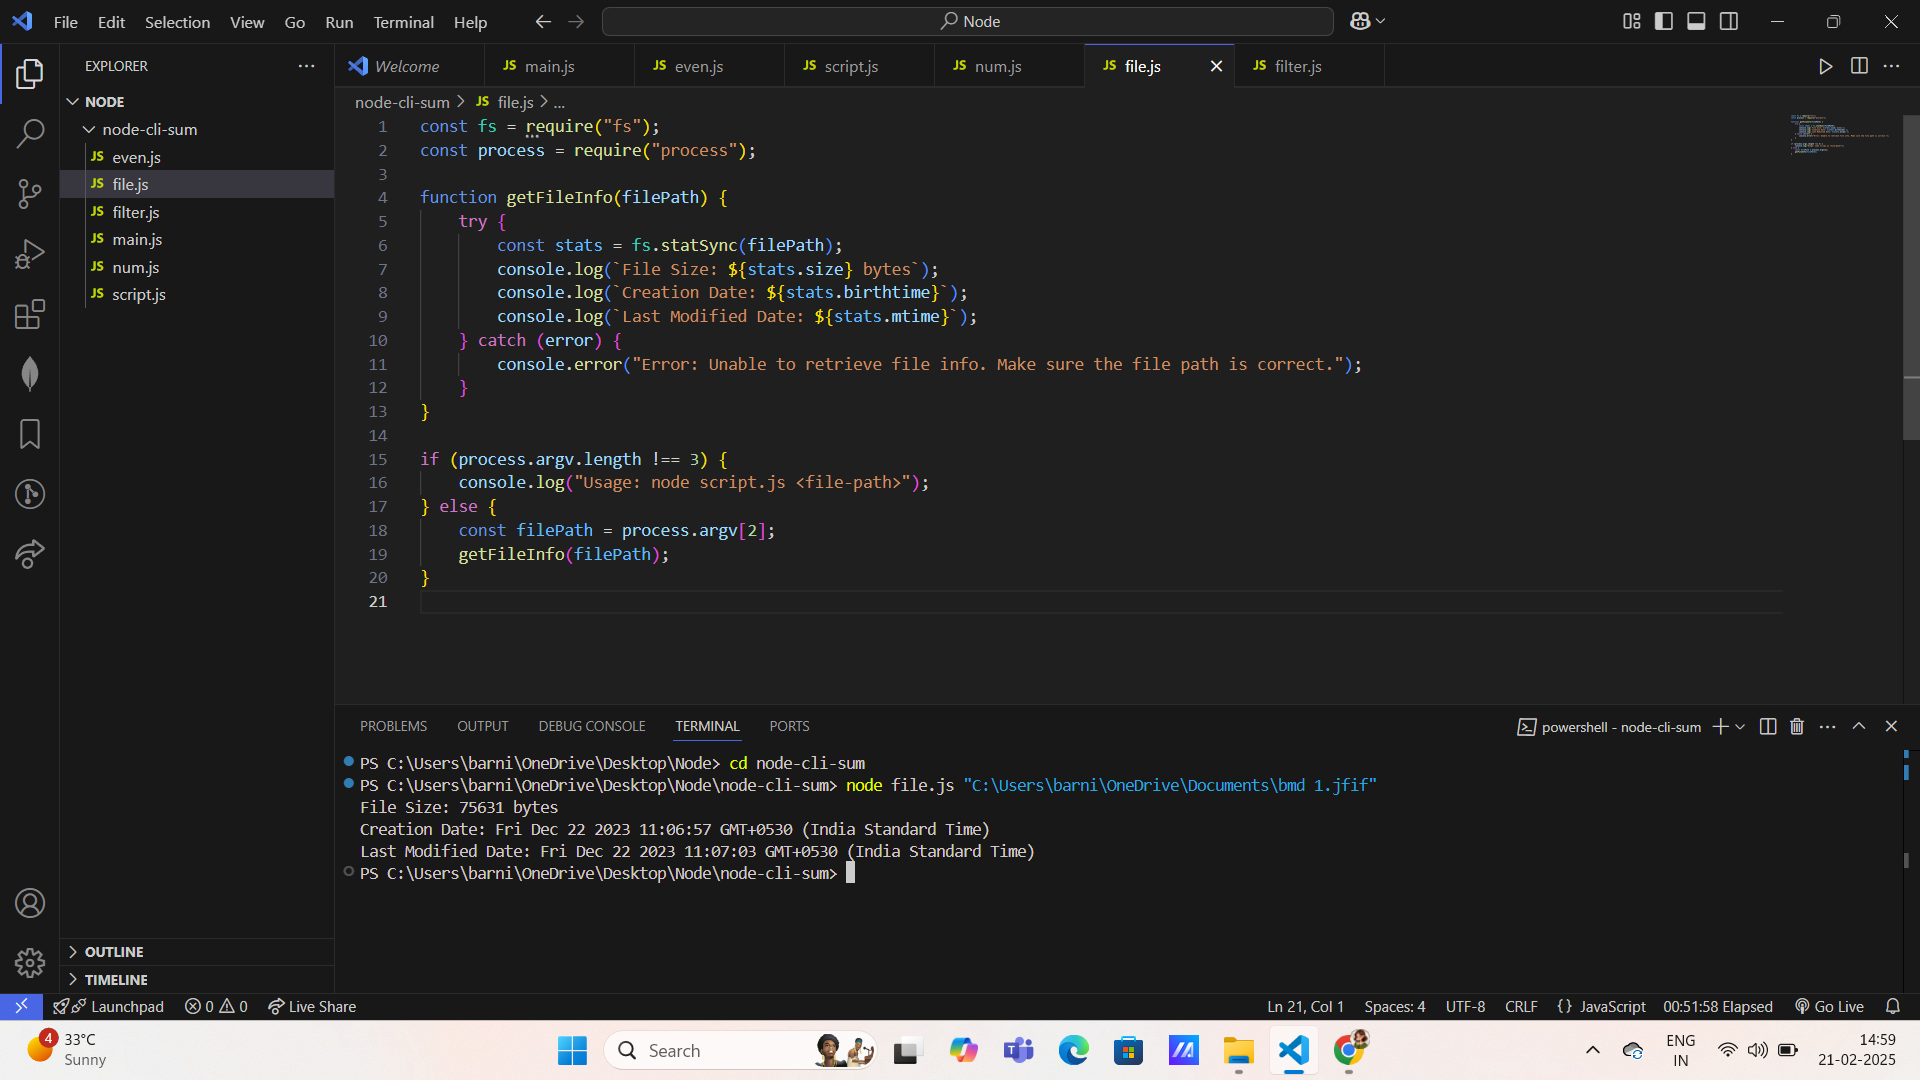 File Edit Selection View Go Run Terminal Help
Node
EXPLORER
NODE
node-cli-sum
JS even.js
JS file.js
JS filter.js
JS main.js
JS num.js
JS script.js
OUTLINE
TIMELINE
Welcome JS main.js JS even.js JS script.js JS num.js JS file.js JS filter.js
node-cli-sum > JS file.js > ...
1 const fs = require("fs");
2 const process = require("process");
3
4 function getFileInfo(filePath) {
5 try {
6 const stats = fs.statSync(filePath);
7 console.log(`File Size: ${stats.size} bytes`);
8 console.log(`Creation Date: ${stats.birthtime}`);
9 console.log(`Last Modified Date: ${stats.mtime}`);
10 } catch (error) {
11 console.error("Error: Unable to retrieve file info. Make sure the file path is correct.");
12 }
13 }
14
15 if (process.argv.length !== 3) {
16 console.log("Usage: node script.js <file-path>");
17 } else {
18 const filePath = process.argv[2];
19 getFileInfo(filePath);
20 }
21
PROBLEMS OUTPUT DEBUG CONSOLE TERMINAL PORTS
powershell - node-cli-sum
PS C:\Users\barni\OneDrive\Desktop\Node> cd node-cli-sum
PS C:\Users\barni\OneDrive\Desktop\Node\node-cli-sum> node file.js "C:\Users\barni\OneDrive\Documents\bmd 1.jfif"
File Size: 75631 bytes
Creation Date: Fri Dec 22 2023 11:06:57 GMT+0530 (India Standard Time)
Last Modified Date: Fri Dec 22 2023 11:07:03 GMT+0530 (India Standard Time)
PS C:\Users\barni\OneDrive\Desktop\Node\node-cli-sum>
Launchpad 0 0 Live Share
Ln 21, Col 1 Spaces: 4 UTF-8 CRLF {} JavaScript 00:51:58 Elapsed Go Live
4
33°C
Sunny
Search
ENG
IN
14:59
21-02-2025